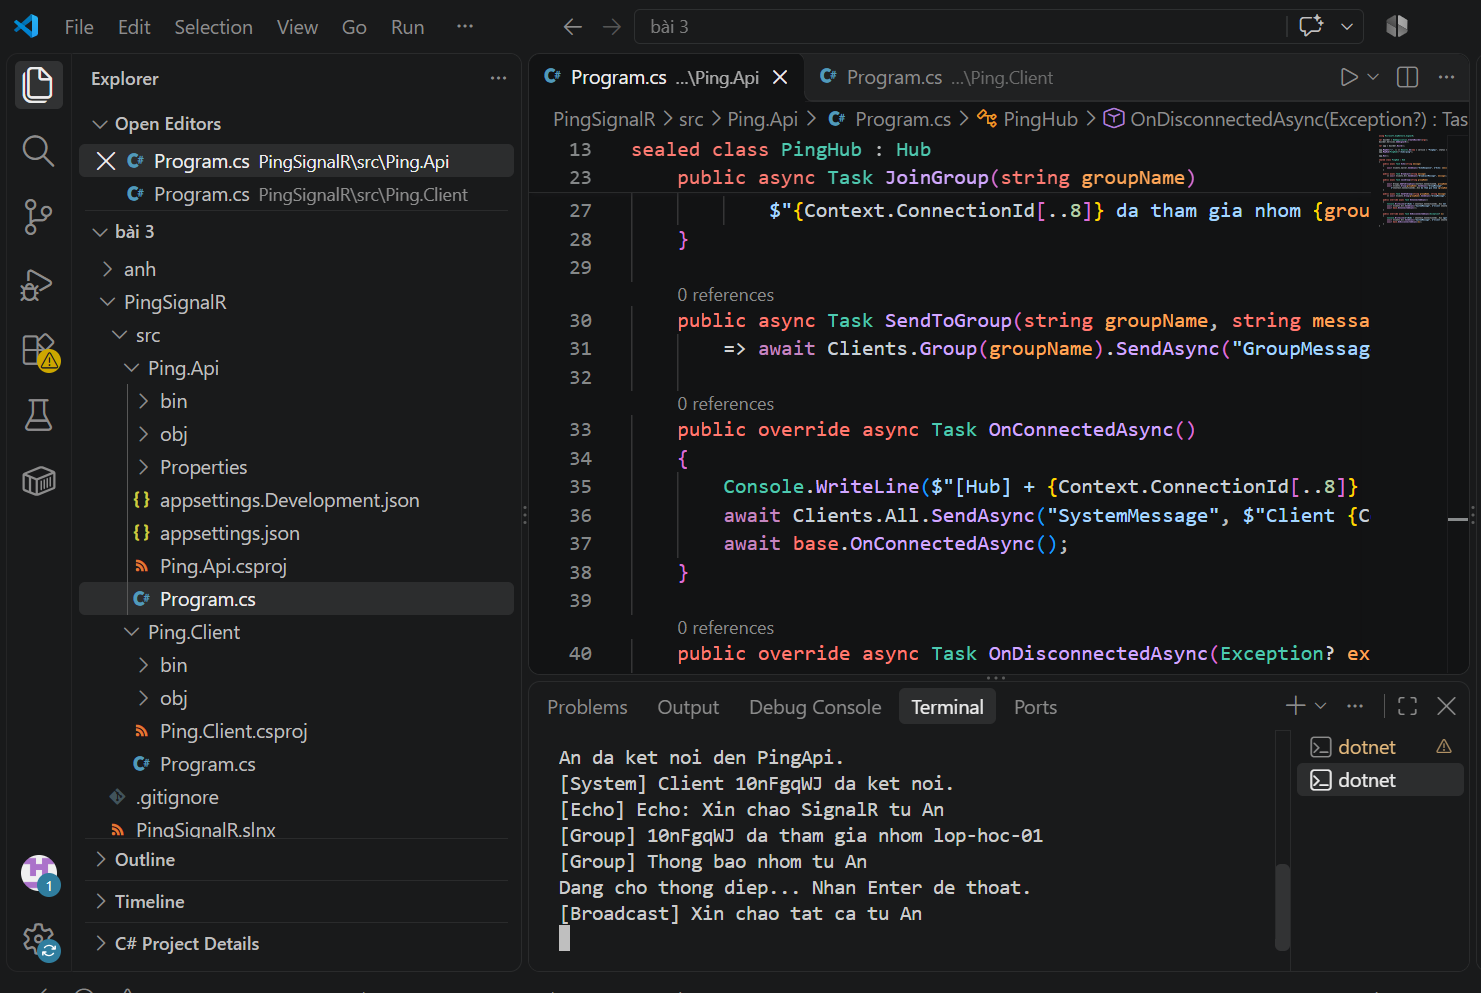 File Edit Selection View Go Run ...
bài 3
Explorer
Open Editors
Program.cs PingSignalR\src\Ping.Api
Program.cs PingSignalR\src\Ping.Client
bài 3
anh
PingSignalR
src
Ping.Api
bin
obj
Properties
{} appsettings.Development.json
{} appsettings.json
Ping.Api.csproj
C# Program.cs
Ping.Client
bin
obj
Ping.Client.csproj
C# Program.cs
.gitignore
PingSignalR.slnx
Outline
Timeline
C# Project Details
1
C# Program.cs ...\Ping.Api
C# Program.cs ...\Ping.Client
PingSignalR > src > Ping.Api > C# Program.cs > PingHub > OnDisconnectedAsync(Exception?) : Tas
13 sealed class PingHub : Hub
23 public async Task JoinGroup(string groupName)
27 $"{Context.ConnectionId[..8]} da tham gia nhom {grou
28 }
29
0 references
30 public async Task SendToGroup(string groupName, string messa
31 => await Clients.Group(groupName).SendAsync("GroupMessag
32
0 references
33 public override async Task OnConnectedAsync()
34 {
35 Console.WriteLine($"[Hub] + {Context.ConnectionId[..8]}
36 await Clients.All.SendAsync("SystemMessage", $"Client {C
37 await base.OnConnectedAsync();
38 }
39
0 references
40 public override async Task OnDisconnectedAsync(Exception? ex
Problems Output Debug Console Terminal Ports
An da ket noi den PingApi.
[System] Client 10nFgqWJ da ket noi.
[Echo] Echo: Xin chao SignalR tu An
[Group] 10nFgqWJ da tham gia nhom lop-hoc-01
[Group] Thong bao nhom tu An
Dang cho thong diep... Nhan Enter de thoat.
[Broadcast] Xin chao tat ca tu An
dotnet
dotnet